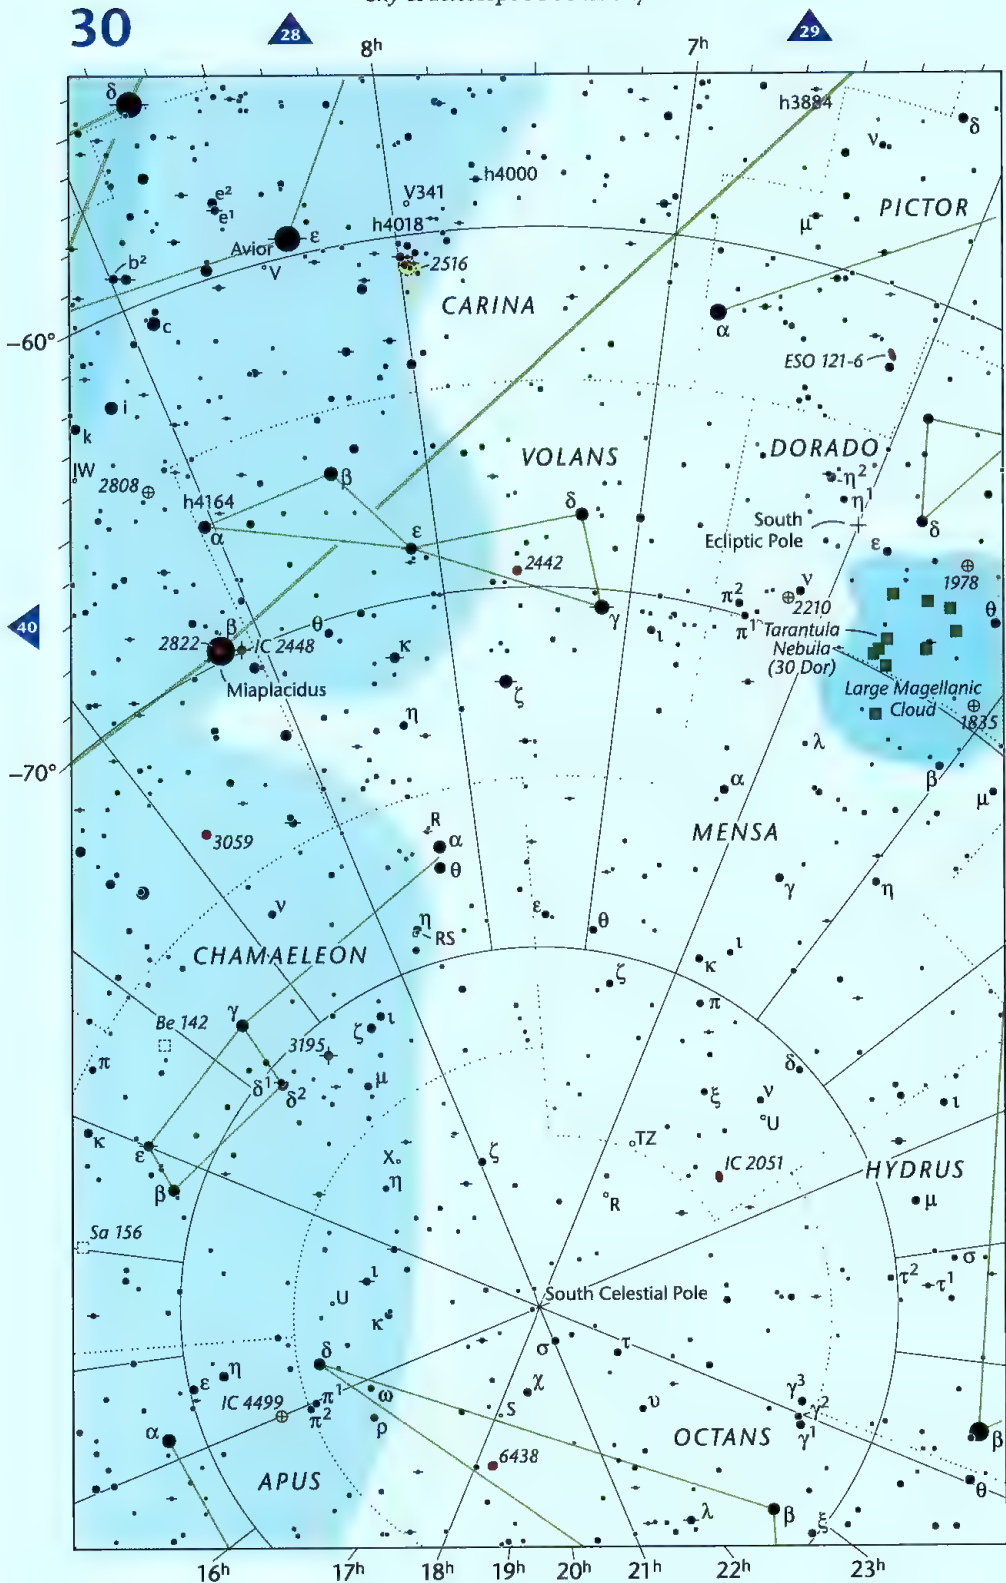 30
28
29
8h
7h
h3884
δ
δ
ν
h4000
e2
e1
V341
PICTOR
h4018
μ
Avior
ε
V
2516
b2
CARINA
c
α
–60°
ESO 121-6
i
k
DORADO
VOLANS
IW
2808
β
η2
h4164
η1
δ
α
South
Ecliptic Pole
δ
ε
ε
2442
1978
π2
ν
2210
40
β
θ
γ
ι
π1
θ
2822
IC 2448
κ
Tarantula
Nebula
(30 Dor)
Miaplacidus
ζ
Large Magellanic
Cloud
1835
η
λ
–70°
α
β
μ
R
MENSA
3059
α
θ
γ
η
ν
η
ε
θ
RS
CHAMAELEON
ι
κ
ζ
γ
ι
π
Be 142
ζ
3195
π
δ
δ1
δ2
μ
ξ
ν
ι
U
κ
TZ
ε
ζ
X
IC 2051
HYDRUS
β
η
R
μ
Sa 156
σ
ι
τ2
τ1
U
South Celestial Pole
κ
σ
τ
δ
η
ε
ω
χ
γ3
IC 4499
π1
π2
S
υ
γ2
γ1
ρ
α
OCTANS
β
6438
APUS
θ
λ
β
ξ
16h
17h
18h
19h
20h
21h
22h
23h